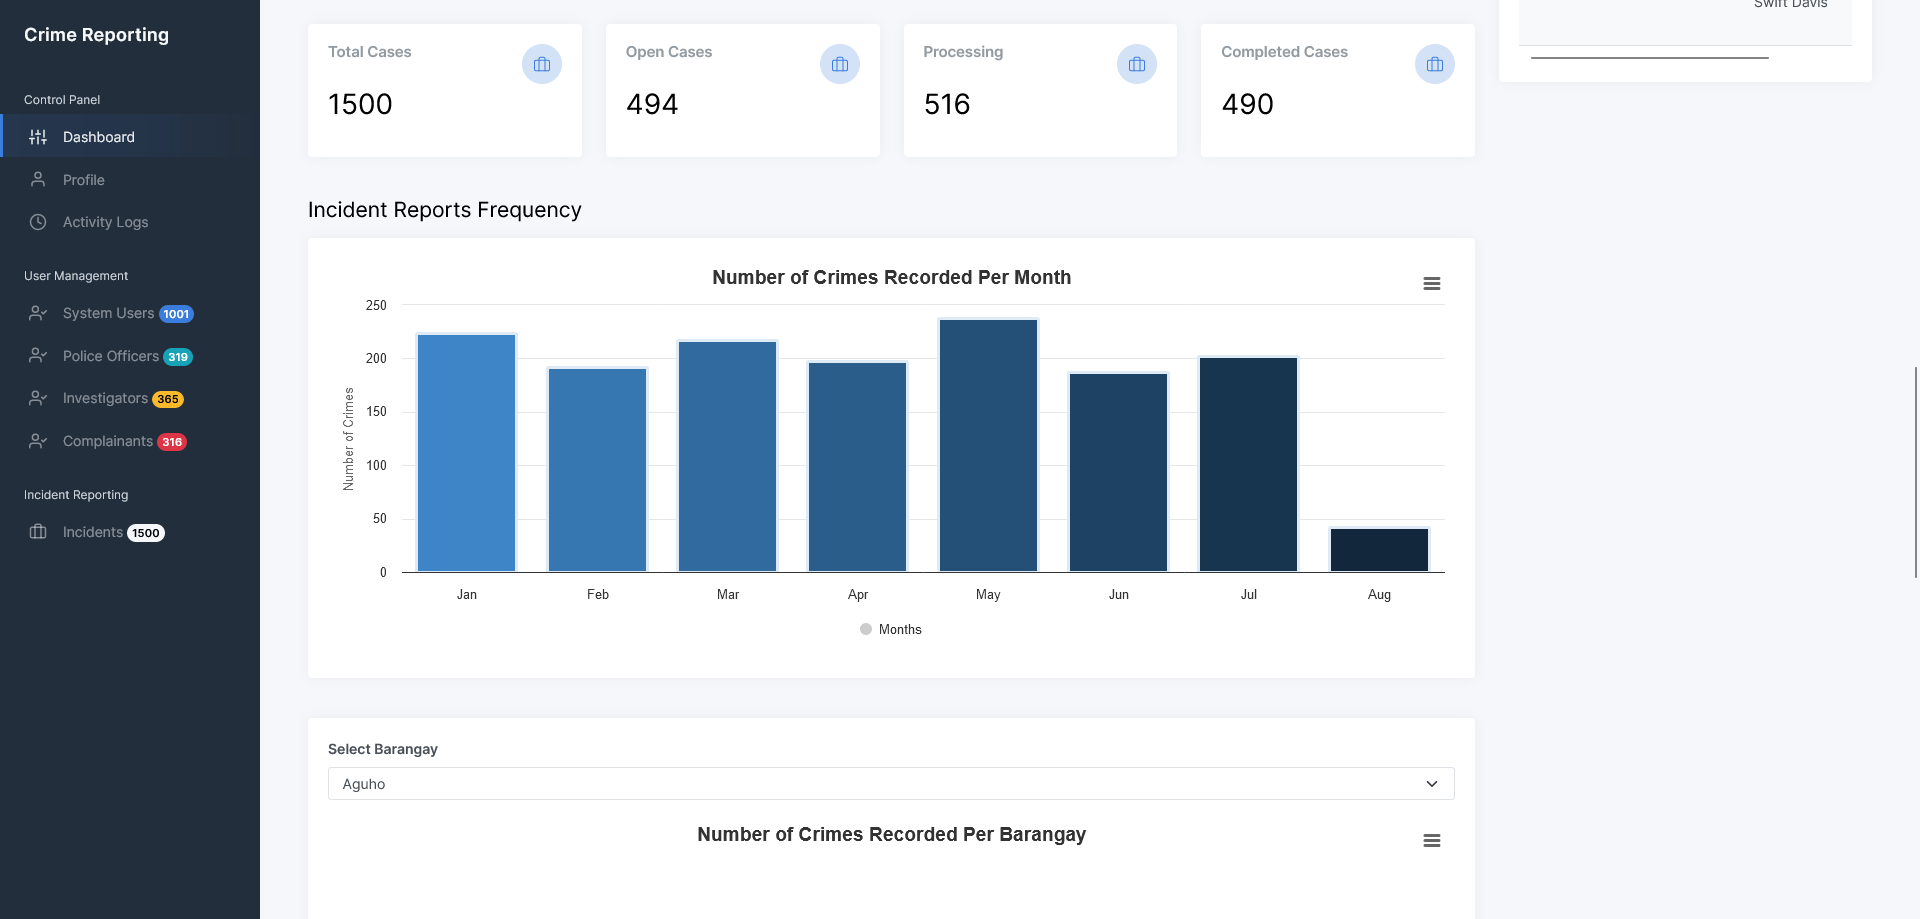 Crime Reporting
Control Panel
Dashboard
Profile
Activity Logs
User Management
System Users 1001
Police Officers 319
Investigators 365
Complainants 316
Incident Reporting
Incidents 1500
Swift Davis
Total Cases
1500
Open Cases
494
Processing
516
Completed Cases
490
Incident Reports Frequency
Number of Crimes Recorded Per Month
Number of Crimes
250
200
150
100
50
0
Jan Feb Mar Apr May Jun Jul Aug
Months
Select Barangay
Aguho
Number of Crimes Recorded Per Barangay